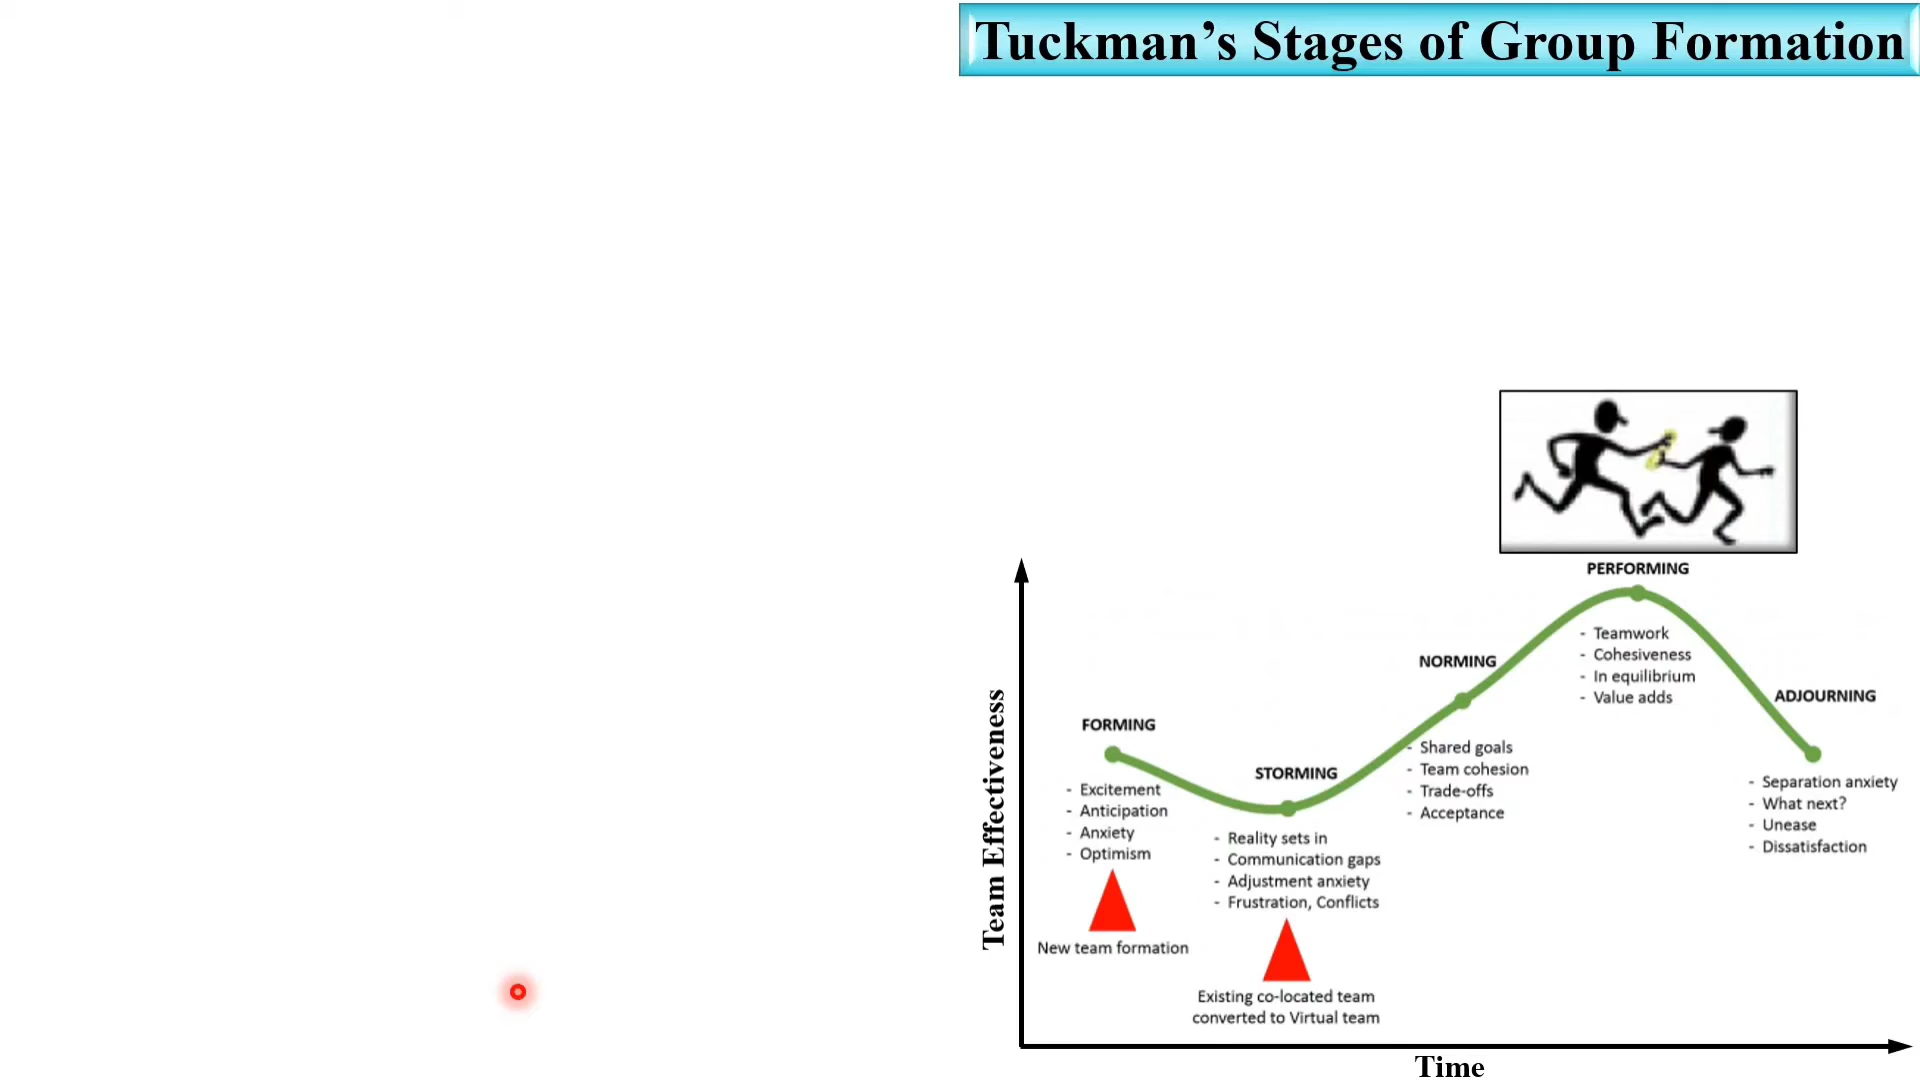 Tuckman’s Stages of Group Formation
Team Effectiveness
FORMING
- Excitement
- Anticipation
- Anxiety
- Optimism
New team formation
STORMING
- Reality sets in
- Communication gaps
- Adjustment anxiety
- Frustration, Conflicts
Existing co-located team
converted to Virtual team
NORMING
- Shared goals
- Team cohesion
- Trade-offs
- Acceptance
PERFORMING
- Teamwork
- Cohesiveness
- In equilibrium
- Value adds
ADJOURNING
- Separation anxiety
- What next?
- Unease
- Dissatisfaction
Time